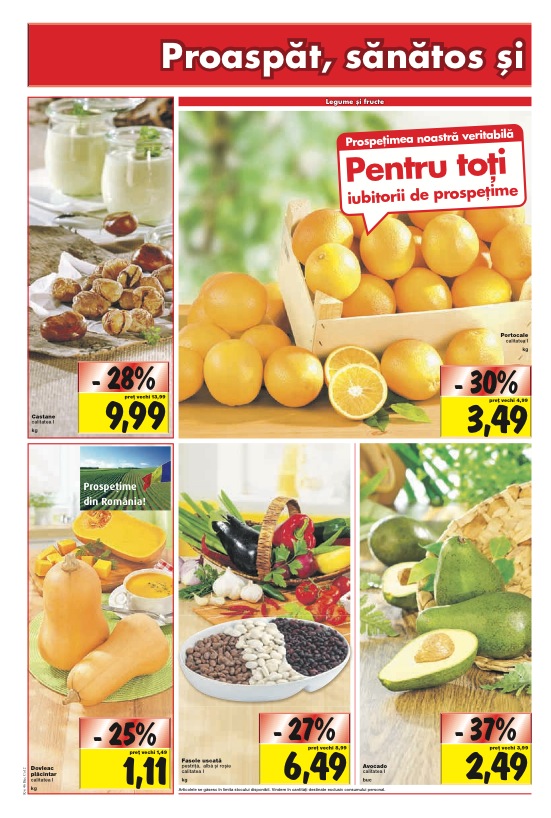 Proaspăt, sănătos și
Legume și fructe
Prospețimea noastră veritabilă
Pentru toți
iubitorii de prospețime
Castane
calitatea I
kg
- 28%
preț vechi 13,99
9,99
Portocale
calitatea I
kg
- 30%
preț vechi 4,99
3,49
Prospețime
din România!
Dovleac
plăcintar
calitatea I
kg
- 25%
preț vechi 1,49
1,11
Fasole uscată
pestriță, albă și roșie
calitatea I
kg
- 27%
preț vechi 8,99
6,49
Avocado
calitatea I
buc
- 37%
preț vechi 3,99
2,49
Articolele se găsesc în limita stocului disponibil. Vindem în cantități destinate exclusiv consumului personal.